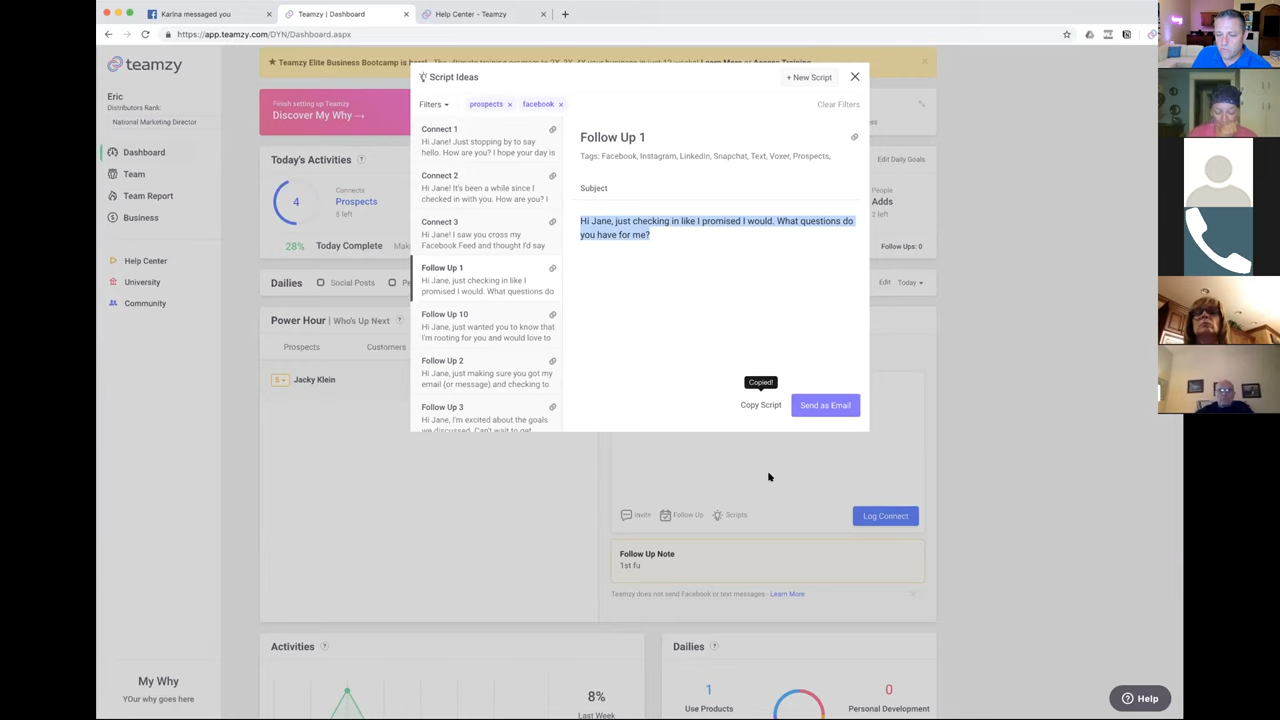 Karina messaged you
Teamzy | Dashboard
Help Center - Teamzy
https://app.teamzy.com/DYN/Dashboard.aspx
teamzy
Eric
Distributors Rank:
National Marketing Director
Dashboard
Team
Team Report
Business
Help Center
University
Community
My Why
YOur why goes here
Finish setting up Teamzy
Discover My Why →
Today's Activities
4
Connects
Prospects
5 left
28% Today Complete
Edit Daily Goals
People
Adds
2 left
Follow Ups: 0
Dailies
Social Posts
Edit
Today
Power Hour | Who's Up Next
Prospects
Customers
S
Jacky Klein
Script Ideas
+ New Script
Filters
prospects ×
facebook ×
Clear Filters
Connect 1
Hi Jane! Just stopping by to say
hello. How are you? I hope your day is
Connect 2
Hi Jane! It's been a while since I
checked in with you. How are you? I
Connect 3
Hi Jane! I saw you cross my
Facebook Feed and thought I'd say
Follow Up 1
Hi Jane, just checking in like I
promised I would. What questions do
Follow Up 10
Hi Jane, just wanted you to know that
I'm rooting for you and would love to
Follow Up 2
Hi Jane, just making sure you got my
email (or message) and checking to
Follow Up 3
Hi Jane, I'm excited about the goals
we discussed. Can't wait to get
Follow Up 1
Tags: Facebook, Instagram, LinkedIn, Snapchat, Text, Voxer, Prospects,
Subject
Hi Jane, just checking in like I promised I would. What questions do
you have for me?
Copied!
Copy Script
Send as Email
Invite
Follow Up
Scripts
Log Connect
Follow Up Note
1st fu
Teamzy does not send Facebook or text messages - Learn More
Activities
8%
Last Week
Dailies
1
Use Products
0
Personal Development
Help